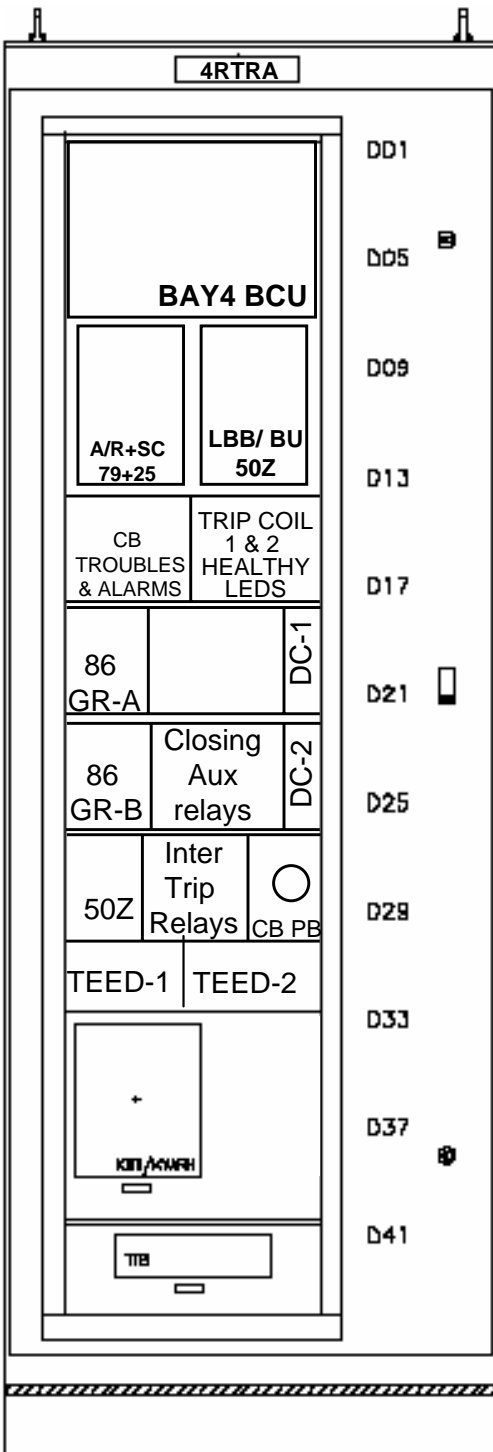 4RTRA
DD1
D05
BAY4 BCU
D09
A/R+SC
79+25
LBB/ BU
50Z
D13
CB
TROUBLES
& ALARMS
TRIP COIL
1 & 2
HEALTHY
LEDS
D17
86
GR-A
DC-1
D21
86
GR-B
Closing
Aux
relays
DC-2
D25
50Z
Inter
Trip
Relays
CB PB
D29
TEED-1
TEED-2
D33
D37
D41
TTB